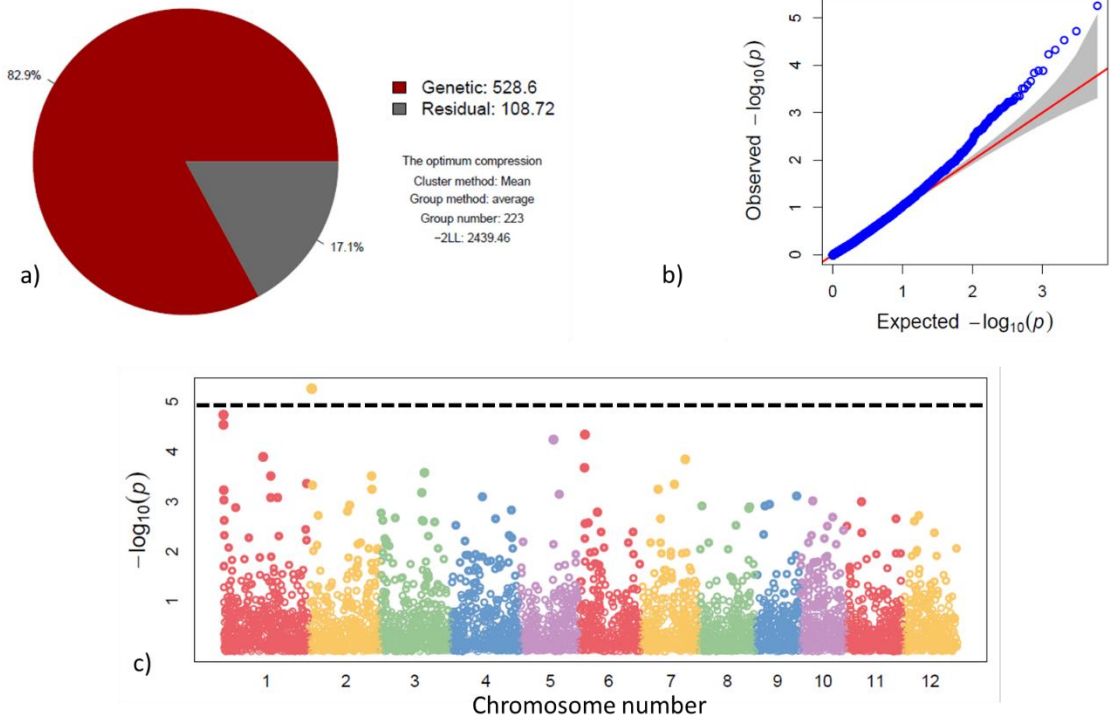 82.9%
Genetic: 528.6
Residual: 108.72
The optimum compression
Cluster method: Mean
Group method: average
Group number: 223
−2LL: 2439.46
17.1%
a)
Observed −log10(p)
5
4
3
2
1
0
0 1 2 3
Expected −log10(p)
b)
−log10(p)
5
4
3
2
1
c)
1 2 3 4 5 6 7 8 9 10 11 12
Chromosome number